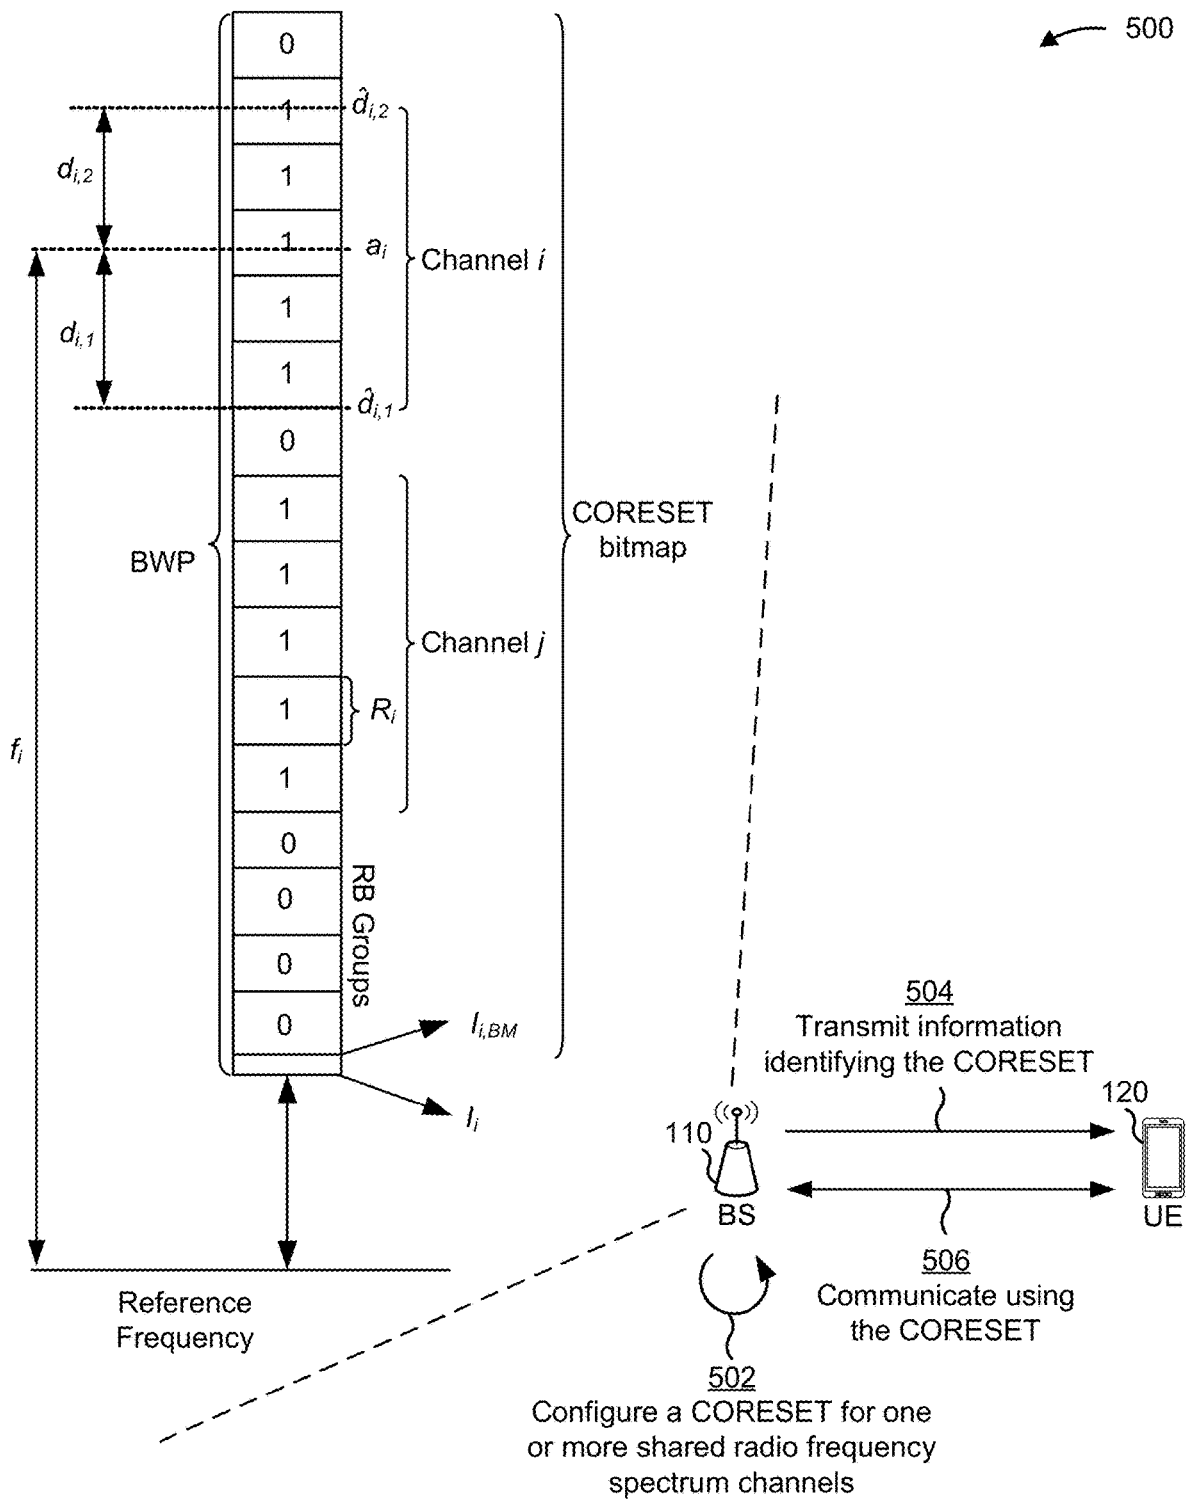 500
0
1
d̂i,2
di,2
1
1
ai
Channel i
1
di,1
1
d̂i,1
0
1
CORESET
bitmap
BWP
1
1
Channel j
1
Ri
fi
1
0
RB Groups
0
0
0
Ii,BM
Ii
504
Transmit information
identifying the CORESET
120
110
BS
UE
506
Communicate using
the CORESET
Reference
Frequency
502
Configure a CORESET for one
or more shared radio frequency
spectrum channels